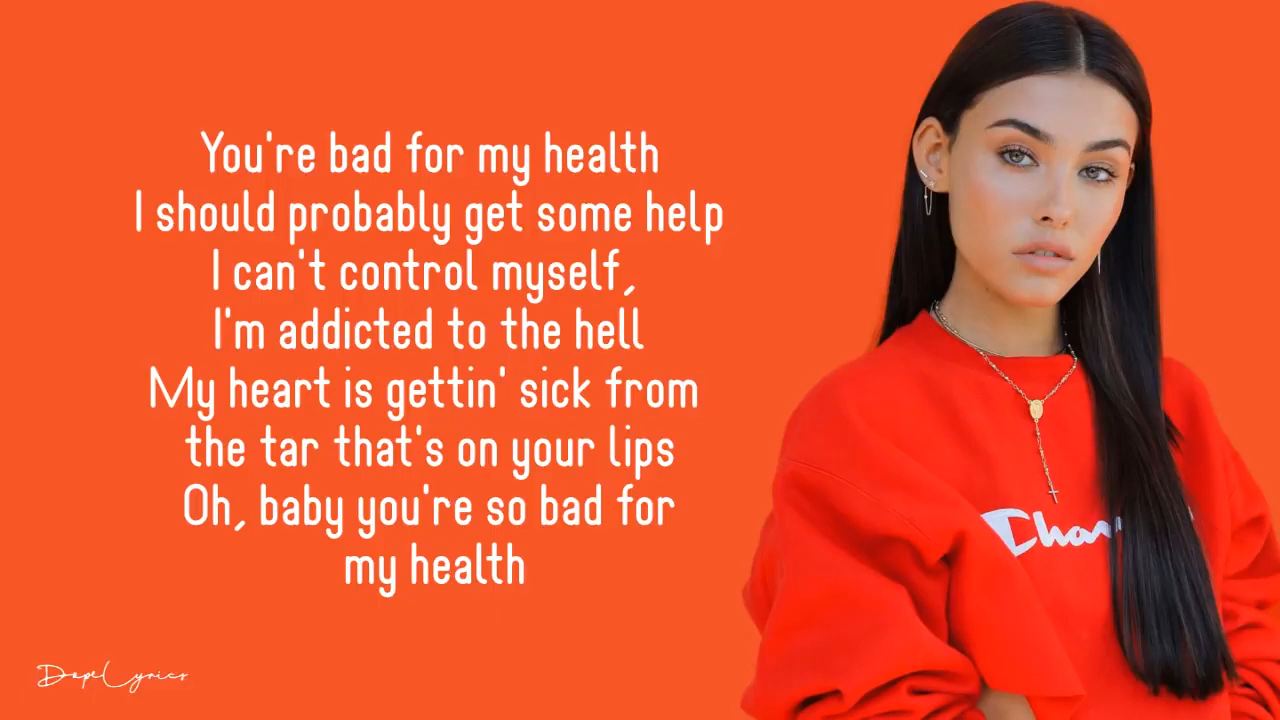 You're bad for my health
I should probably get some help
I can't control myself,
I'm addicted to the hell
My heart is gettin' sick from
the tar that's on your lips
Oh, baby you're so bad for
my health
Cha
DopeLyrics